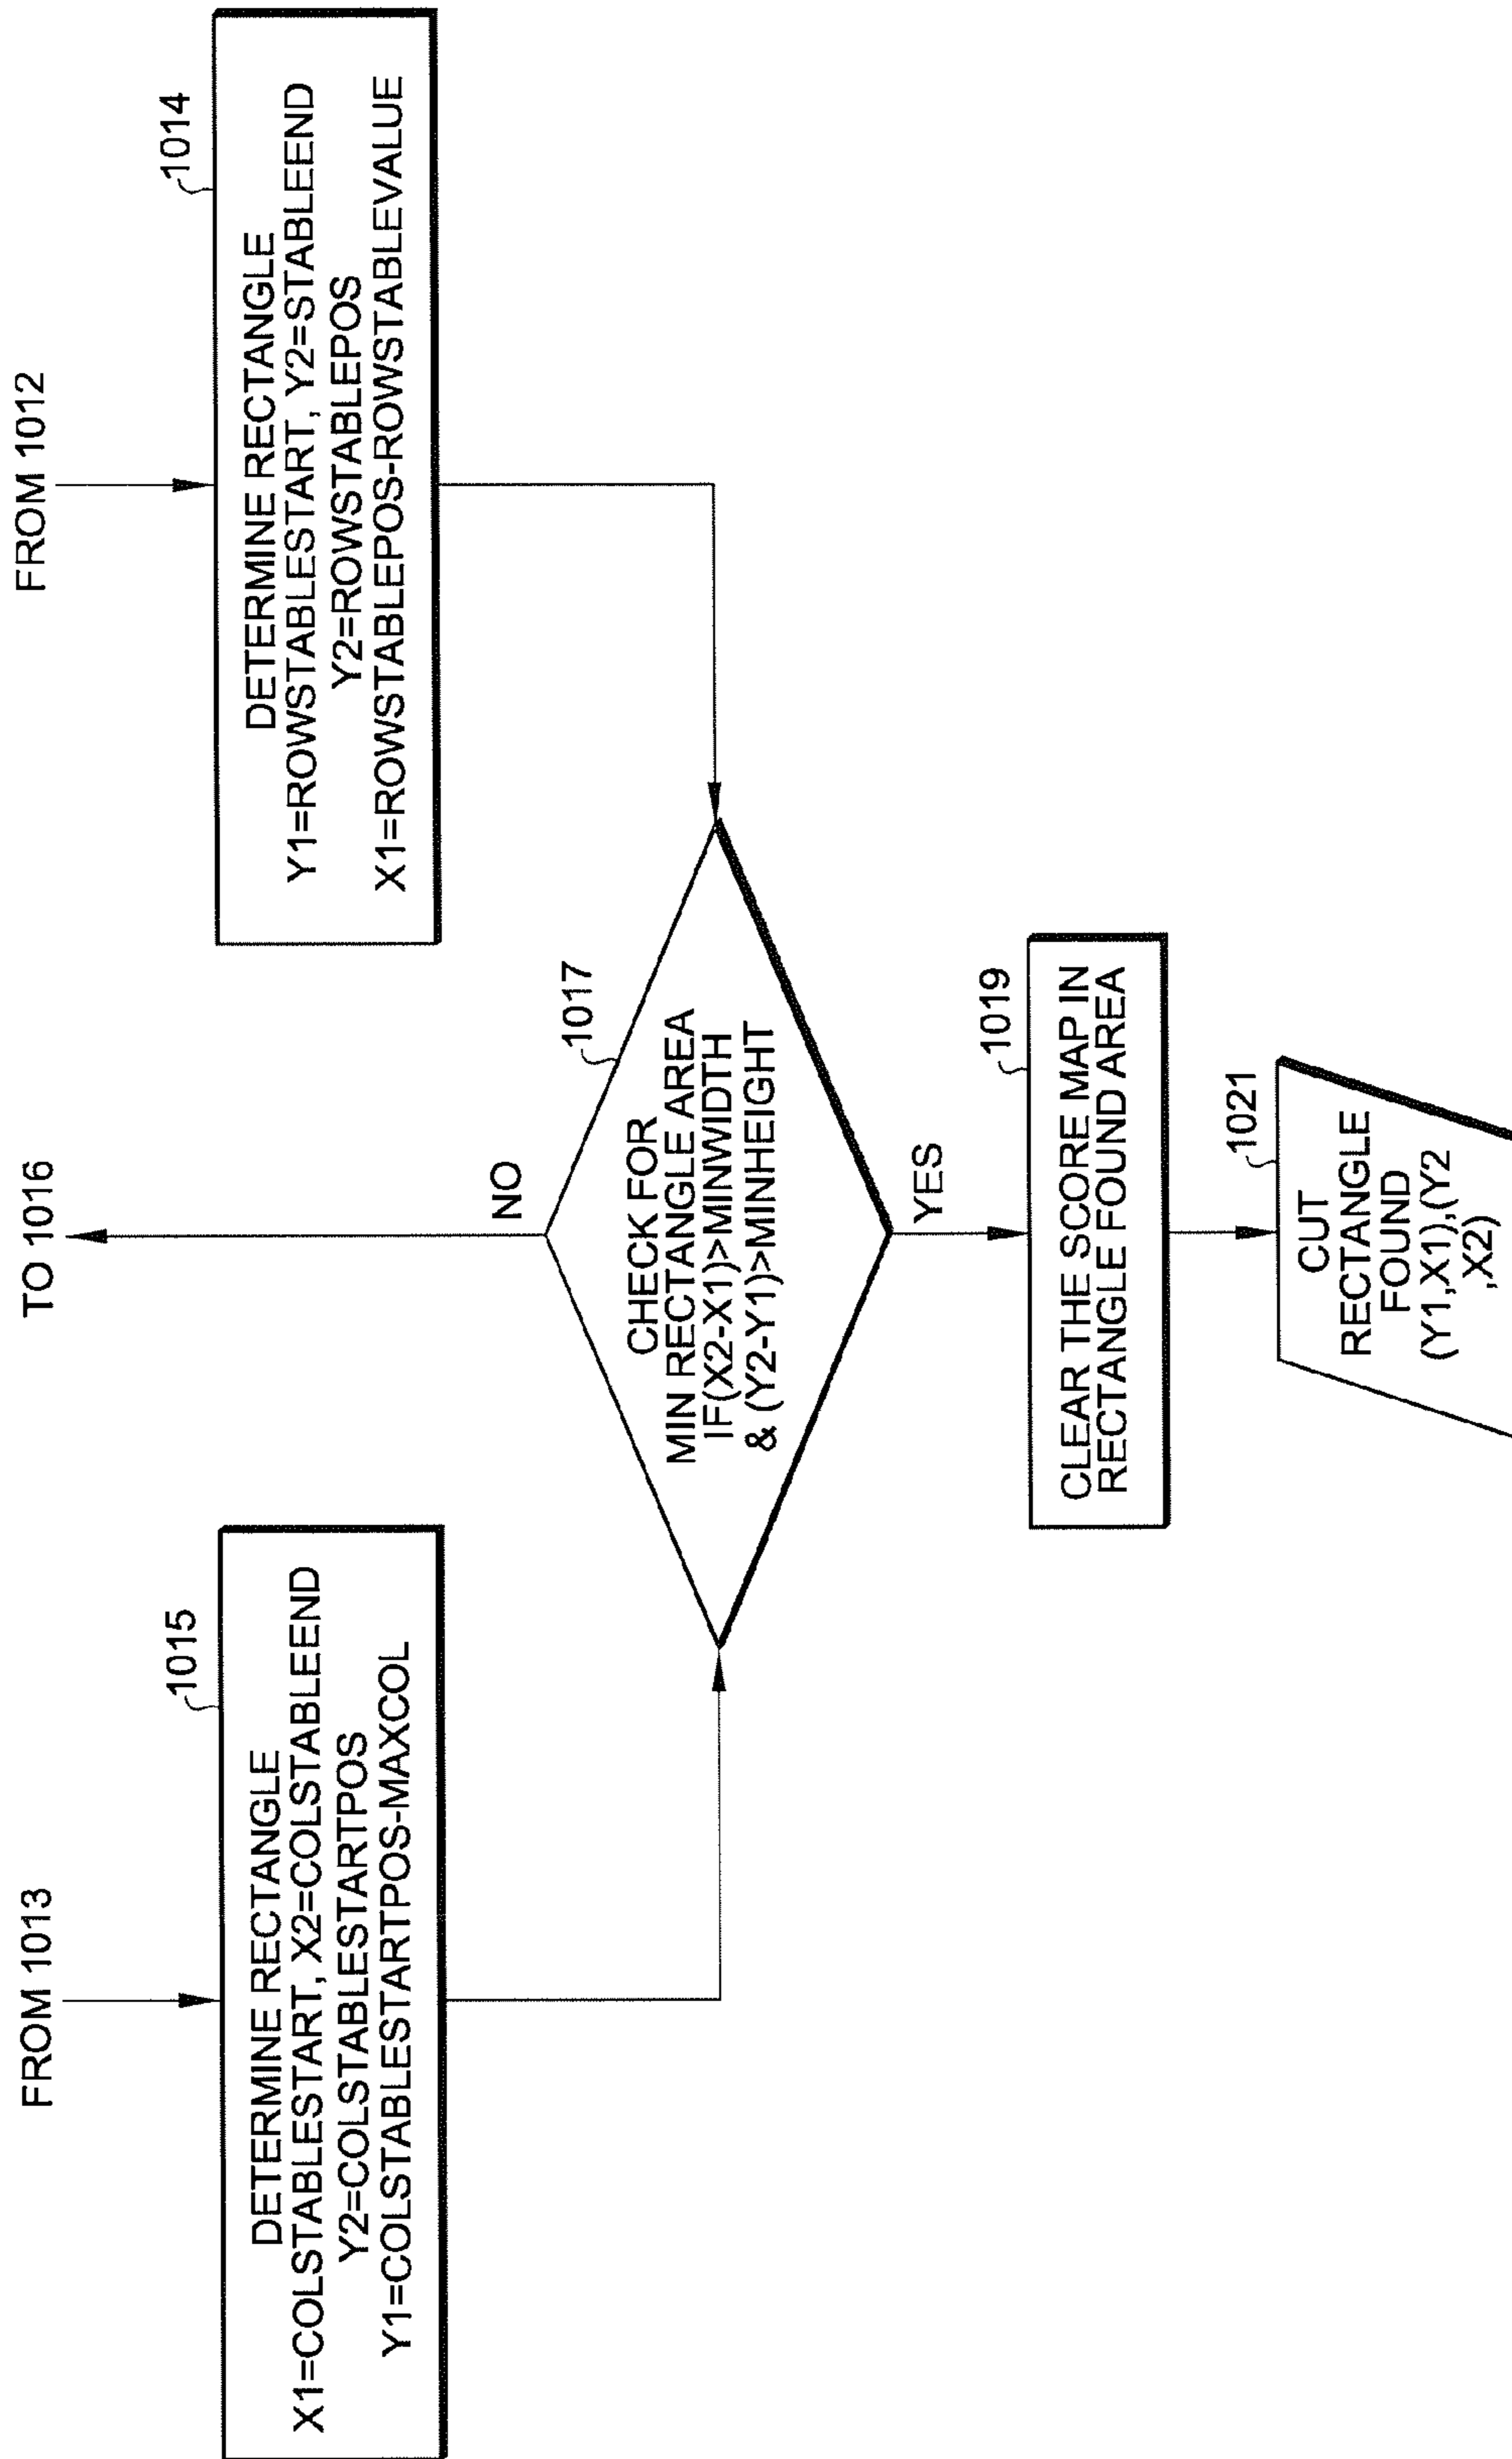 FROM 1013
1015
DETERMINE RECTANGLE
X1=COLSTABLESTART, X2=COLSTABLEEND
Y2=COLSTABLESTARTPOS
Y1=COLSTABLESTARTPOS-MAXCOL
TO 1016
NO
FROM 1012
1014
DETERMINE RECTANGLE
Y1=ROWSTABLESTART, Y2=STABLEEND
Y2=ROWSTABLEPOS
X1=ROWSTABLEPOS-ROWSTABLEVALUE
1017
CHECK FOR
MIN RECTANGLE AREA
IF(X2-X1)>MINWIDTH
& (Y2-Y1)>MINHEIGHT
YES
1019
CLEAR THE SCORE MAP IN
RECTANGLE FOUND AREA
1021
CUT
RECTANGLE
FOUND
(Y1,X1),(Y2
,X2)